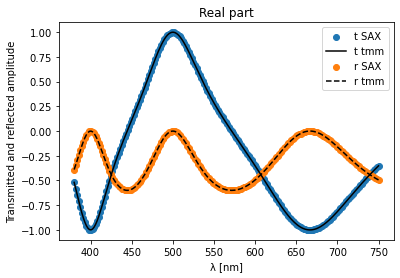 Real part
Transmitted and reflected amplitude
1.00
0.75
0.50
0.25
0.00
−0.25
−0.50
−0.75
−1.00
t SAX
t tmm
r SAX
r tmm
400
450
500
550
600
650
700
750
λ [nm]